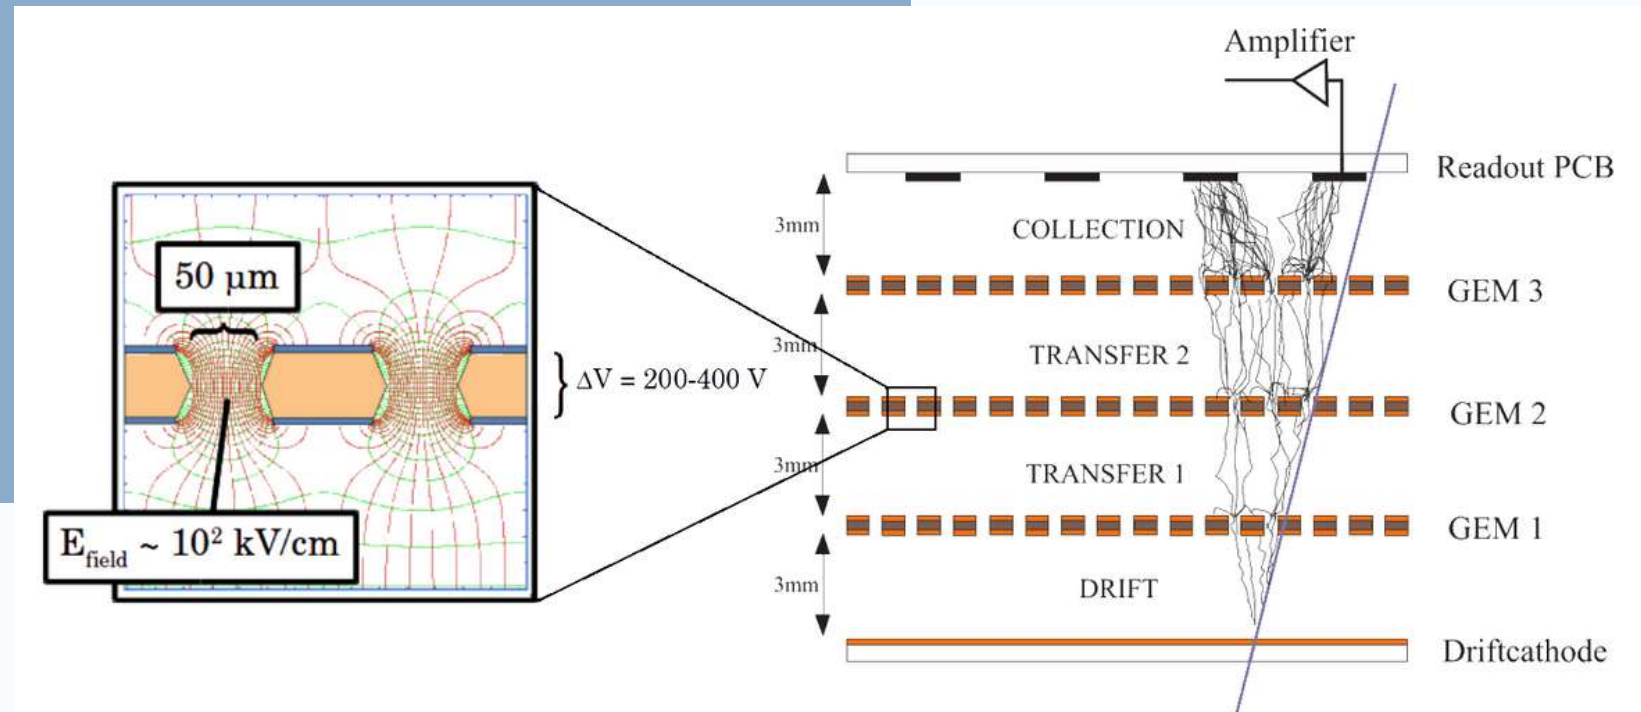 Amplifier
Readout PCB
3mm
COLLECTION
GEM 3
50 μm
3mm
TRANSFER 2
ΔV = 200-400 V
GEM 2
3mm
TRANSFER 1
E_field ~ 10² kV/cm
GEM 1
3mm
DRIFT
Driftcathode